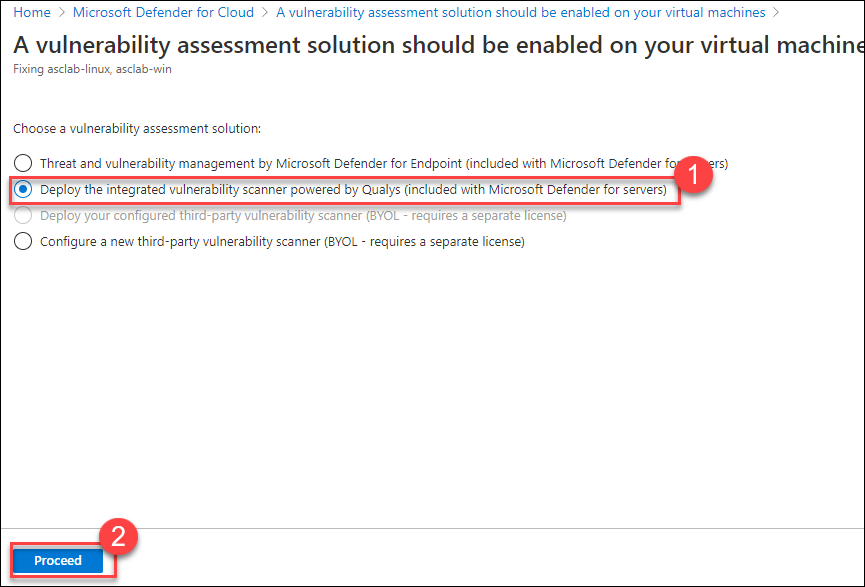 Home > Microsoft Defender for Cloud > A vulnerability assessment solution should be enabled on your virtual machines >
A vulnerability assessment solution should be enabled on your virtual machine
Fixing asclab-linux, asclab-win
Choose a vulnerability assessment solution:
Threat and vulnerability management by Microsoft Defender for Endpoint (included with Microsoft Defender for ers)
1
Deploy the integrated vulnerability scanner powered by Qualys (included with Microsoft Defender for servers)
Deploy your configured third-party vulnerability scanner (BYOL - requires a separate license)
Configure a new third-party vulnerability scanner (BYOL - requires a separate license)
2
Proceed